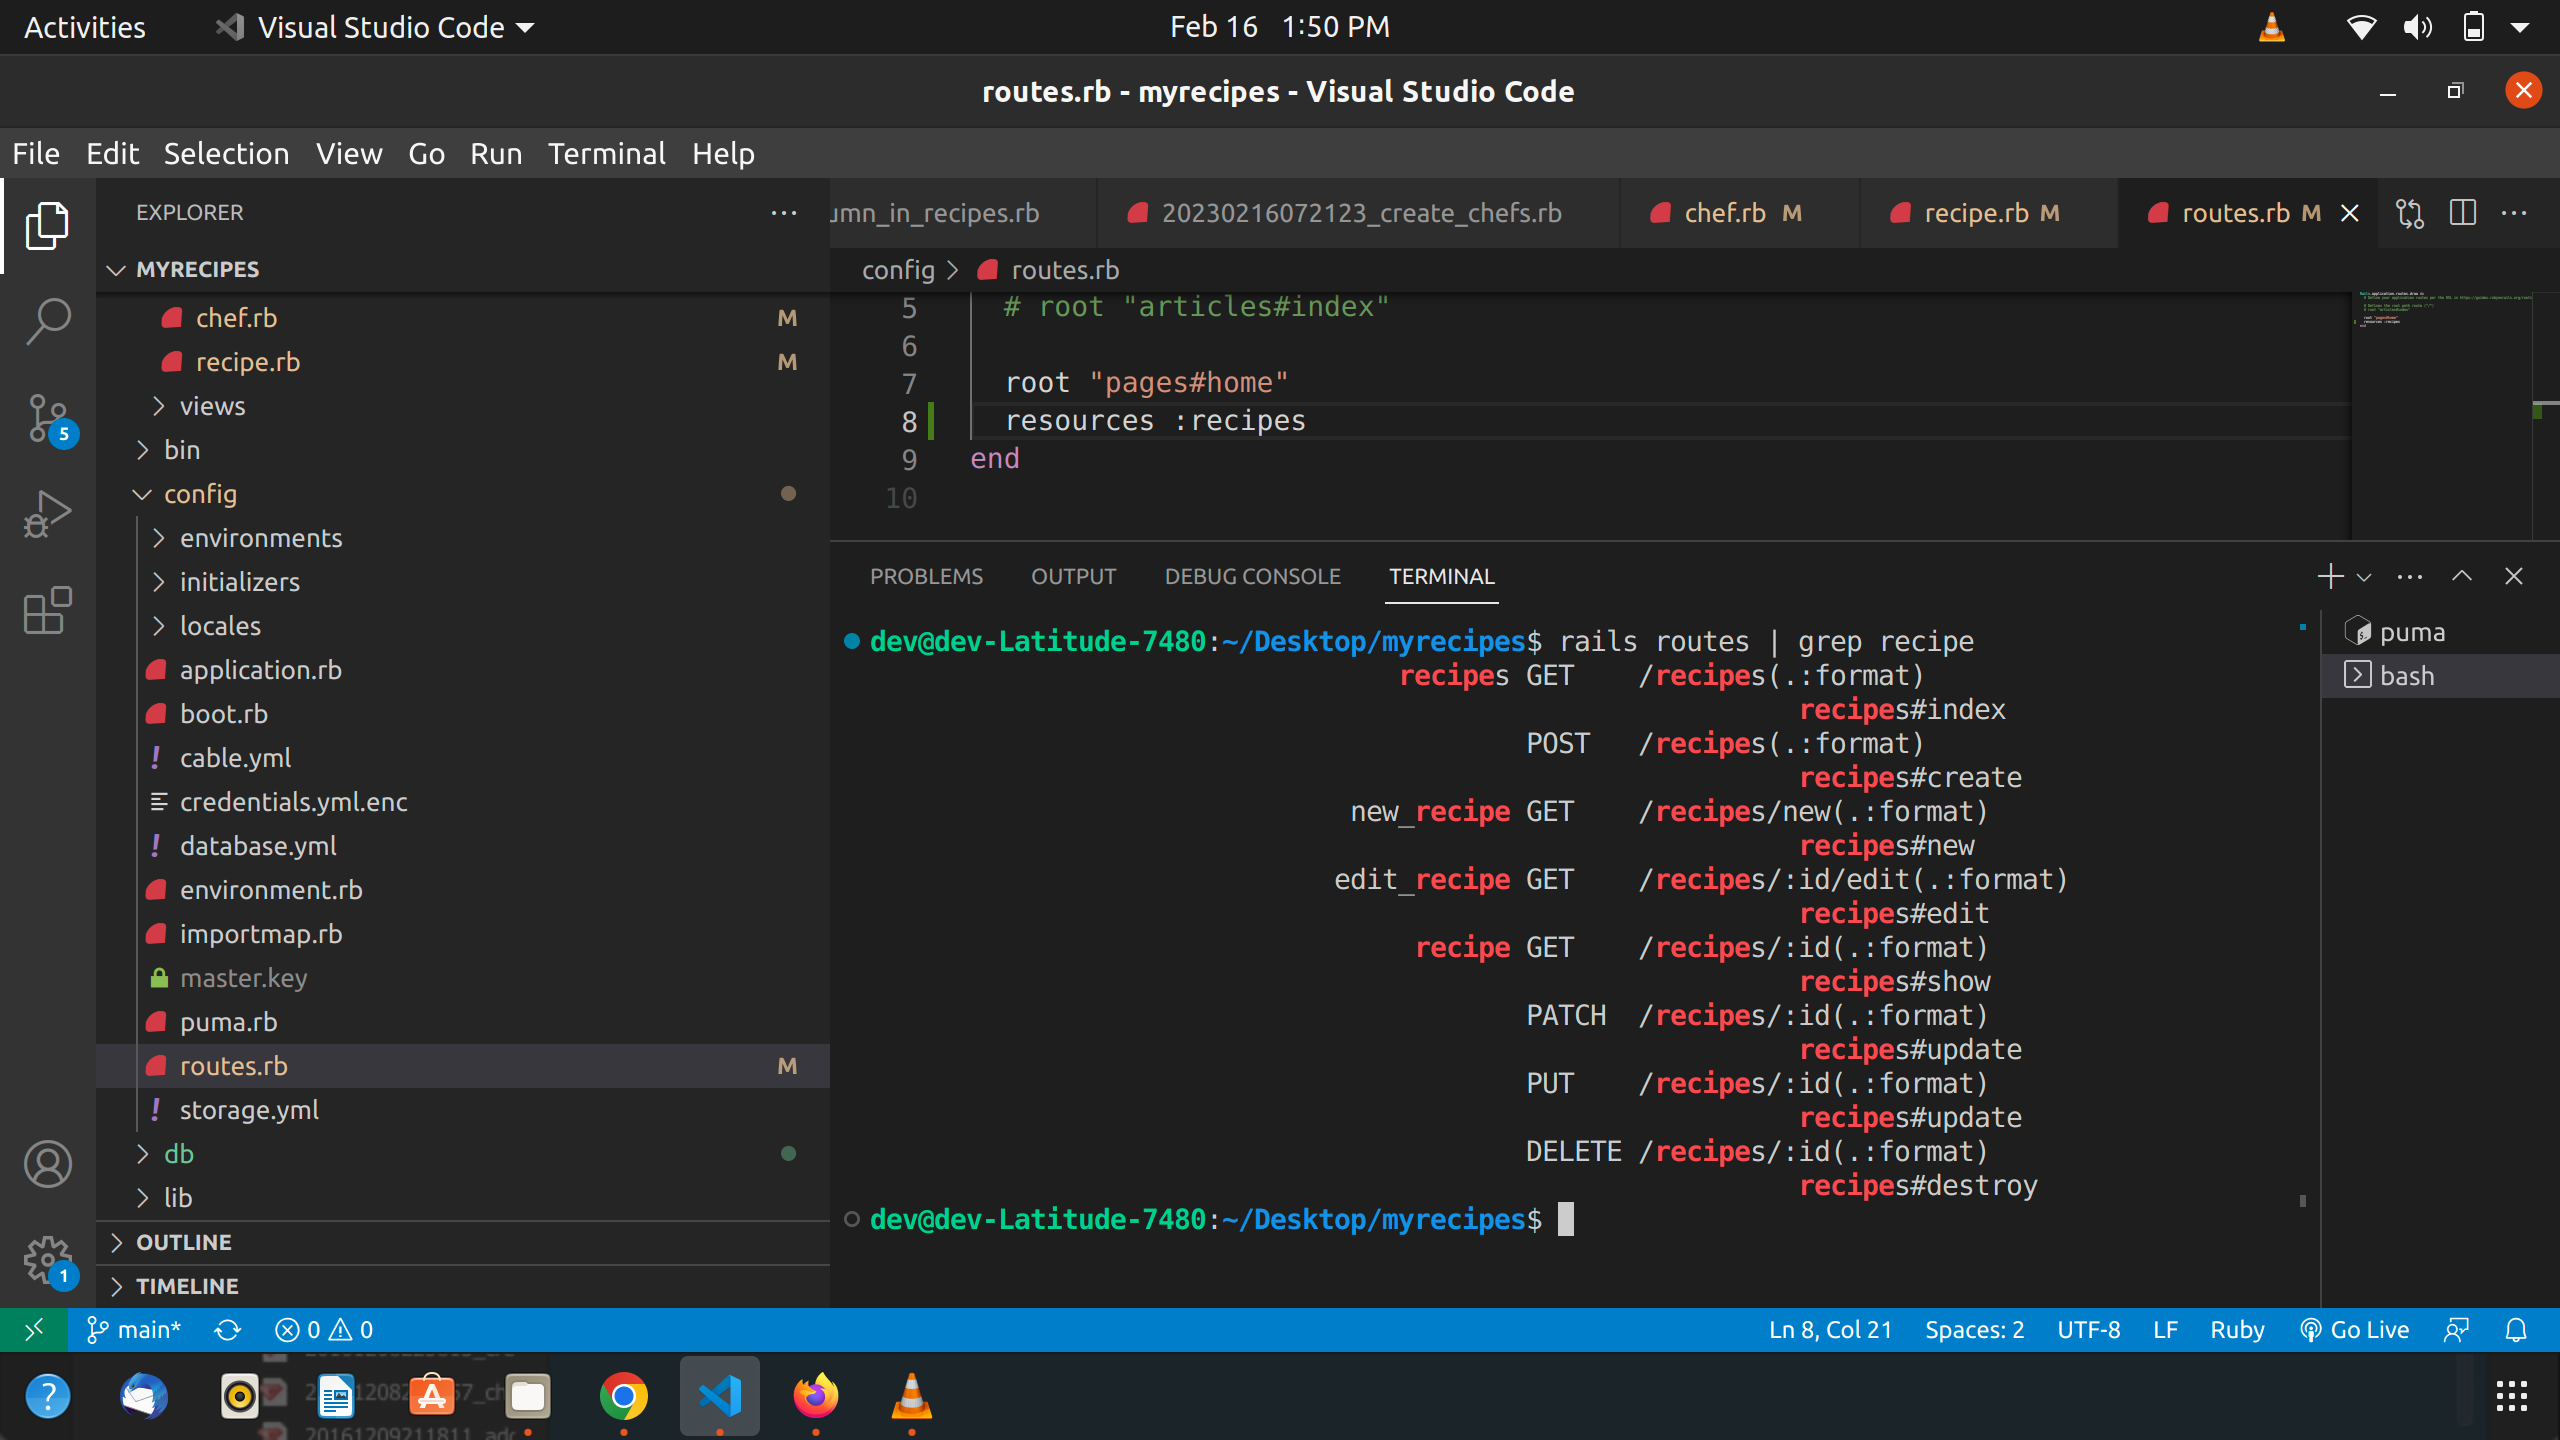 Activities
Visual Studio Code
Feb 16 1:50 PM
routes.rb - myrecipes - Visual Studio Code
File Edit Selection View Go Run Terminal Help
EXPLORER
umn_in_recipes.rb
20230216072123_create_chefs.rb
chef.rb M
recipe.rb M
routes.rb M
MYRECIPES
config > routes.rb
chef.rb M
recipe.rb M
views
bin
config
environments
initializers
locales
application.rb
boot.rb
! cable.yml
credentials.yml.enc
! database.yml
environment.rb
importmap.rb
master.key
puma.rb
routes.rb M
! storage.yml
db
lib
OUTLINE
TIMELINE
5 # root "articles#index"
6
7 root "pages#home"
8 resources :recipes
9 end
10
PROBLEMS OUTPUT DEBUG CONSOLE TERMINAL
puma
bash
dev@dev-Latitude-7480:~/Desktop/myrecipes$ rails routes | grep recipe
recipes GET /recipes(.:format)
recipes#index
POST /recipes(.:format)
recipes#create
new_recipe GET /recipes/new(.:format)
recipes#new
edit_recipe GET /recipes/:id/edit(.:format)
recipes#edit
recipe GET /recipes/:id(.:format)
recipes#show
PATCH /recipes/:id(.:format)
recipes#update
PUT /recipes/:id(.:format)
recipes#update
DELETE /recipes/:id(.:format)
recipes#destroy
dev@dev-Latitude-7480:~/Desktop/myrecipes$
5
1
main* 0 0
Ln 8, Col 21 Spaces: 2 UTF-8 LF Ruby Go Live
20161209211811_add